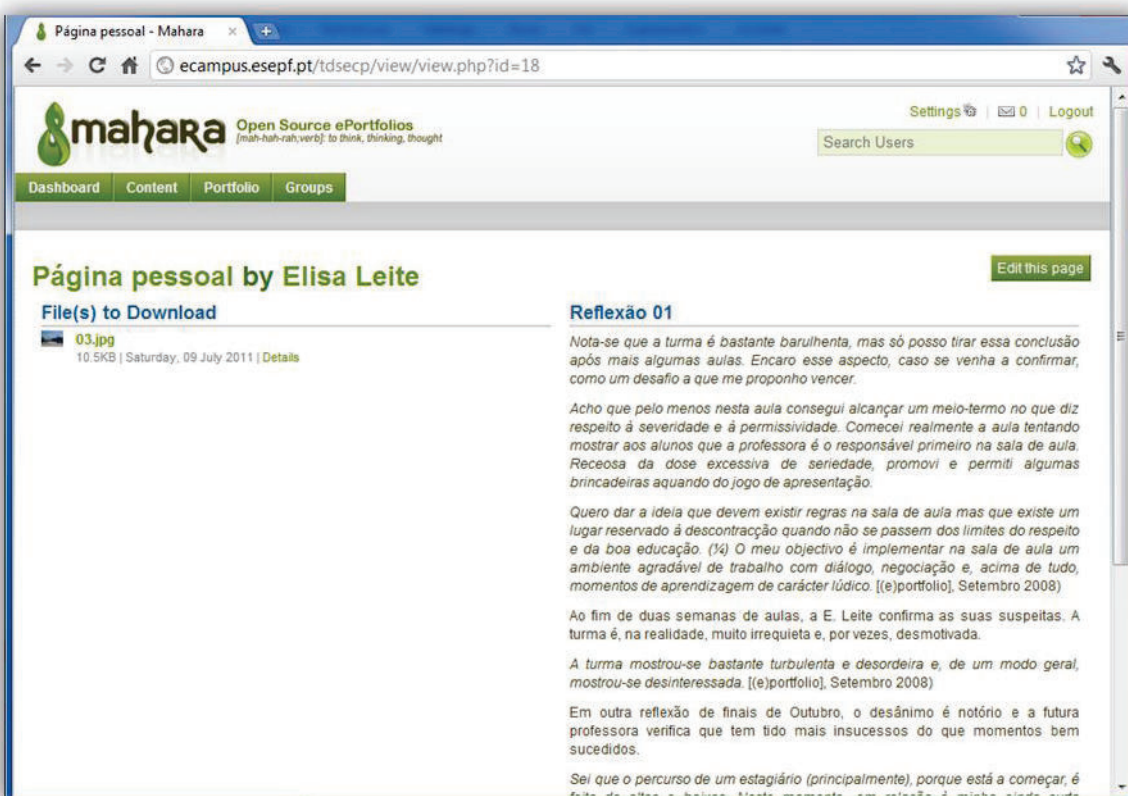 Página pessoal - Mahara
ecampus.esepf.pt/tdsecp/view/view.php?id=18
mahara
Open Source ePortfolios
[mah-hah-rah;verb]: to think, thinking, thought
Settings | 0 | Logout
Search Users
Dashboard Content Portfolio Groups
Página pessoal by Elisa Leite
Edit this page
File(s) to Download
03.jpg
10.5KB | Saturday, 09 July 2011 | Details
Reflexão 01
Nota-se que a turma é bastante barulhenta, mas só posso tirar essa conclusão
após mais algumas aulas. Encaro esse aspecto, caso se venha a confirmar,
como um desafio a que me proponho vencer.
Acho que pelo menos nesta aula consegui alcançar um meio-termo no que diz
respeito á severidade e á permissividade. Comecei realmente a aula tentando
mostrar aos alunos que a professora é o responsável primeiro na sala de aula.
Receosa da dose excessiva de seriedade, promovi e permiti algumas
brincadeiras aquando do jogo de apresentação.
Quero dar a ideia que devem existir regras na sala de aula mas que existe um
lugar reservado á descontracção quando não se passem dos limites do respeito
e da boa educação. (¼) O meu objectivo é implementar na sala de aula um
ambiente agradável de trabalho com diálogo, negociação e, acima de tudo,
momentos de aprendizagem de carácter lúdico. [(e)portfolio], Setembro 2008)
Ao fim de duas semanas de aulas, a E. Leite confirma as suas suspeitas. A
turma é, na realidade, muito irrequieta e, por vezes, desmotivada.
A turma mostrou-se bastante turbulenta e desordeira e, de um modo geral,
mostrou-se desinteressada. [(e)portfolio], Setembro 2008)
Em outra reflexão de finais de Outubro, o desânimo é notório e a futura
professora verifica que tem tido mais insucessos do que momentos bem
sucedidos.
Sei que o percurso de um estagiário (principalmente), porque está a começar, é